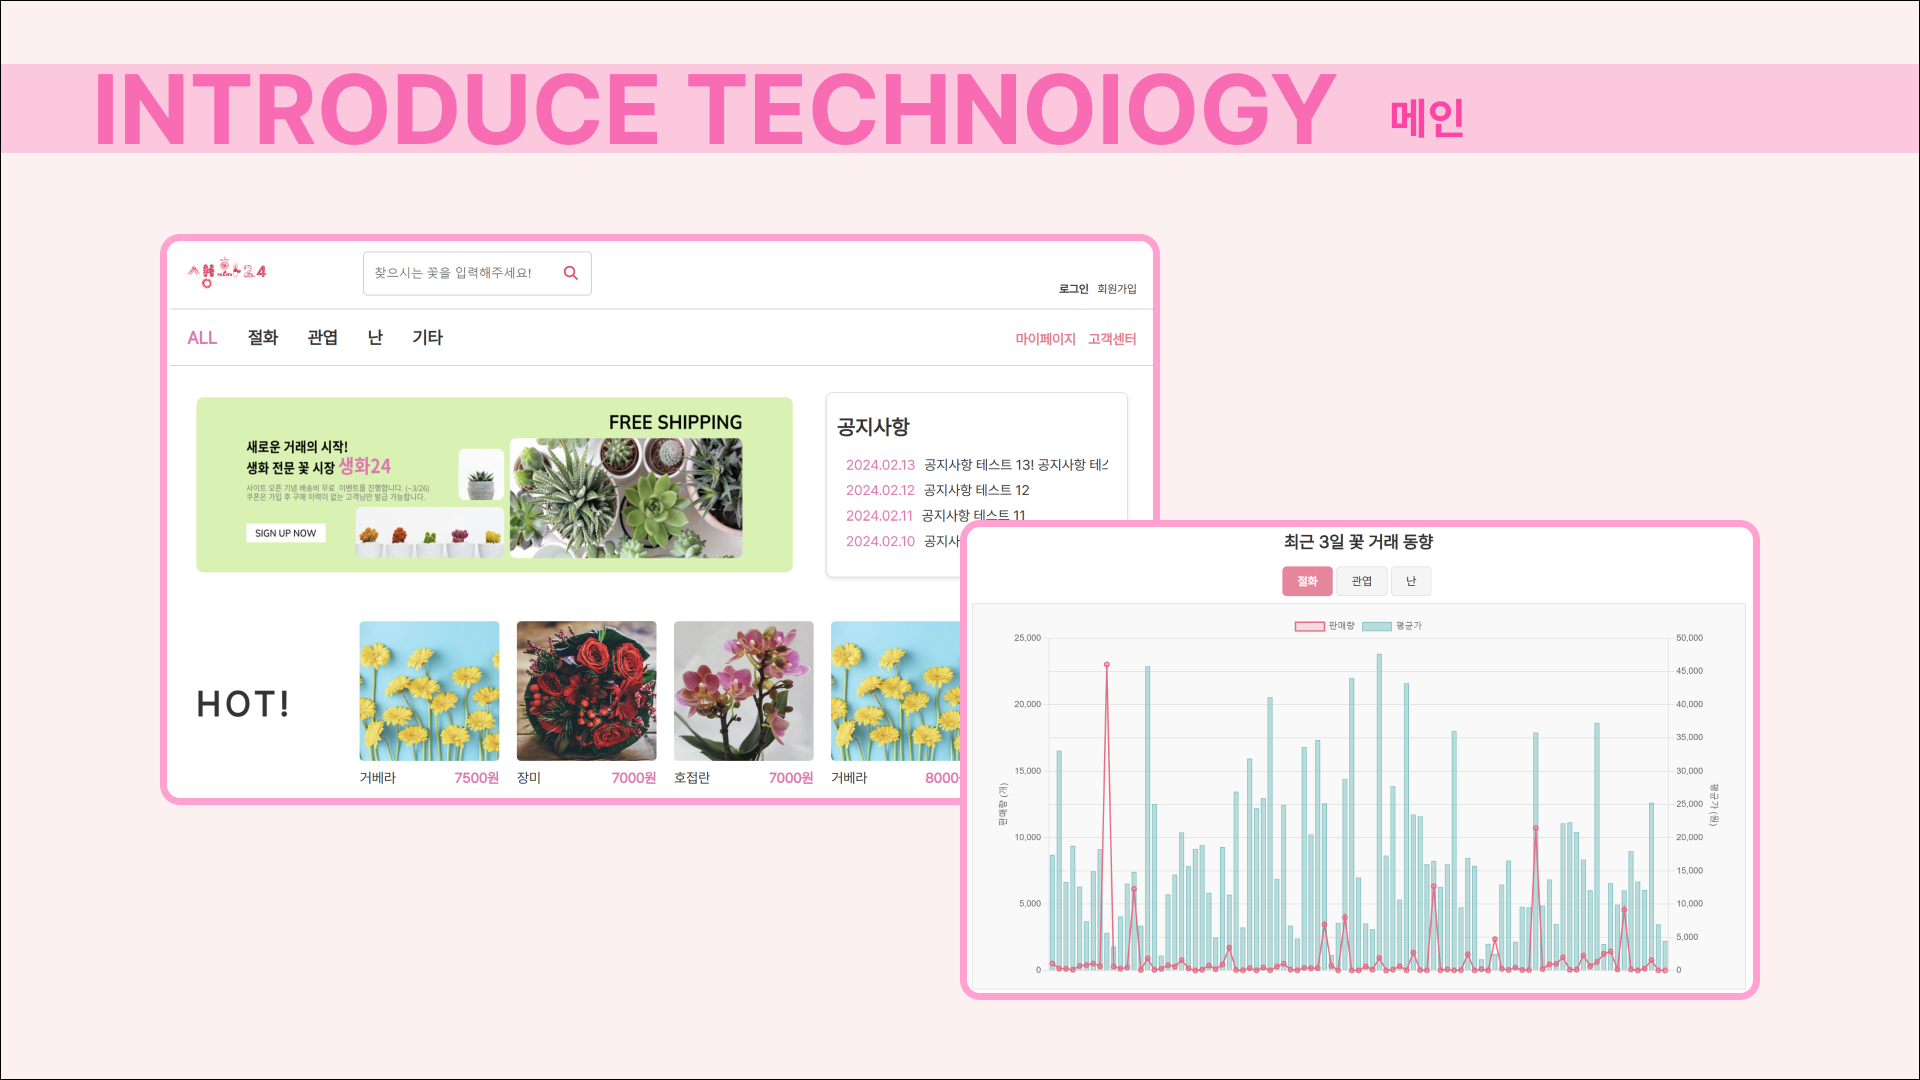 INTRODUCE TECHNOIOGY 메인
생화24
찾으시는 꽃을 입력해주세요!
로그인 회원가입
ALL 절화 관엽 난 기타
마이페이지 고객센터
FREE SHIPPING
새로운 거래의 시작!
생화 전문 꽃 시장 생화24
사이트 오픈 기념 배송비 무료 이벤트를 진행합니다. (~3/26)
쿠폰은 가입 후 구매 이력이 없는 고객님만 발급 가능합니다.
SIGN UP NOW
공지사항
2024.02.13 공지사항 테스트 13! 공지사항 테스
2024.02.12 공지사항 테스트 12
2024.02.11 공지사항 테스트 11
2024.02.10 공지사
HOT!
거베라 7500원
장미 7000원
호접란 7000원
거베라 8000
최근 3일 꽃 거래 동향
절화 관엽 난
판매량 평균가
25,000
20,000
15,000
10,000
5,000
0
판매량 (개)
50,000
45,000
40,000
35,000
30,000
25,000
20,000
15,000
10,000
5,000
0
평균가 (원)